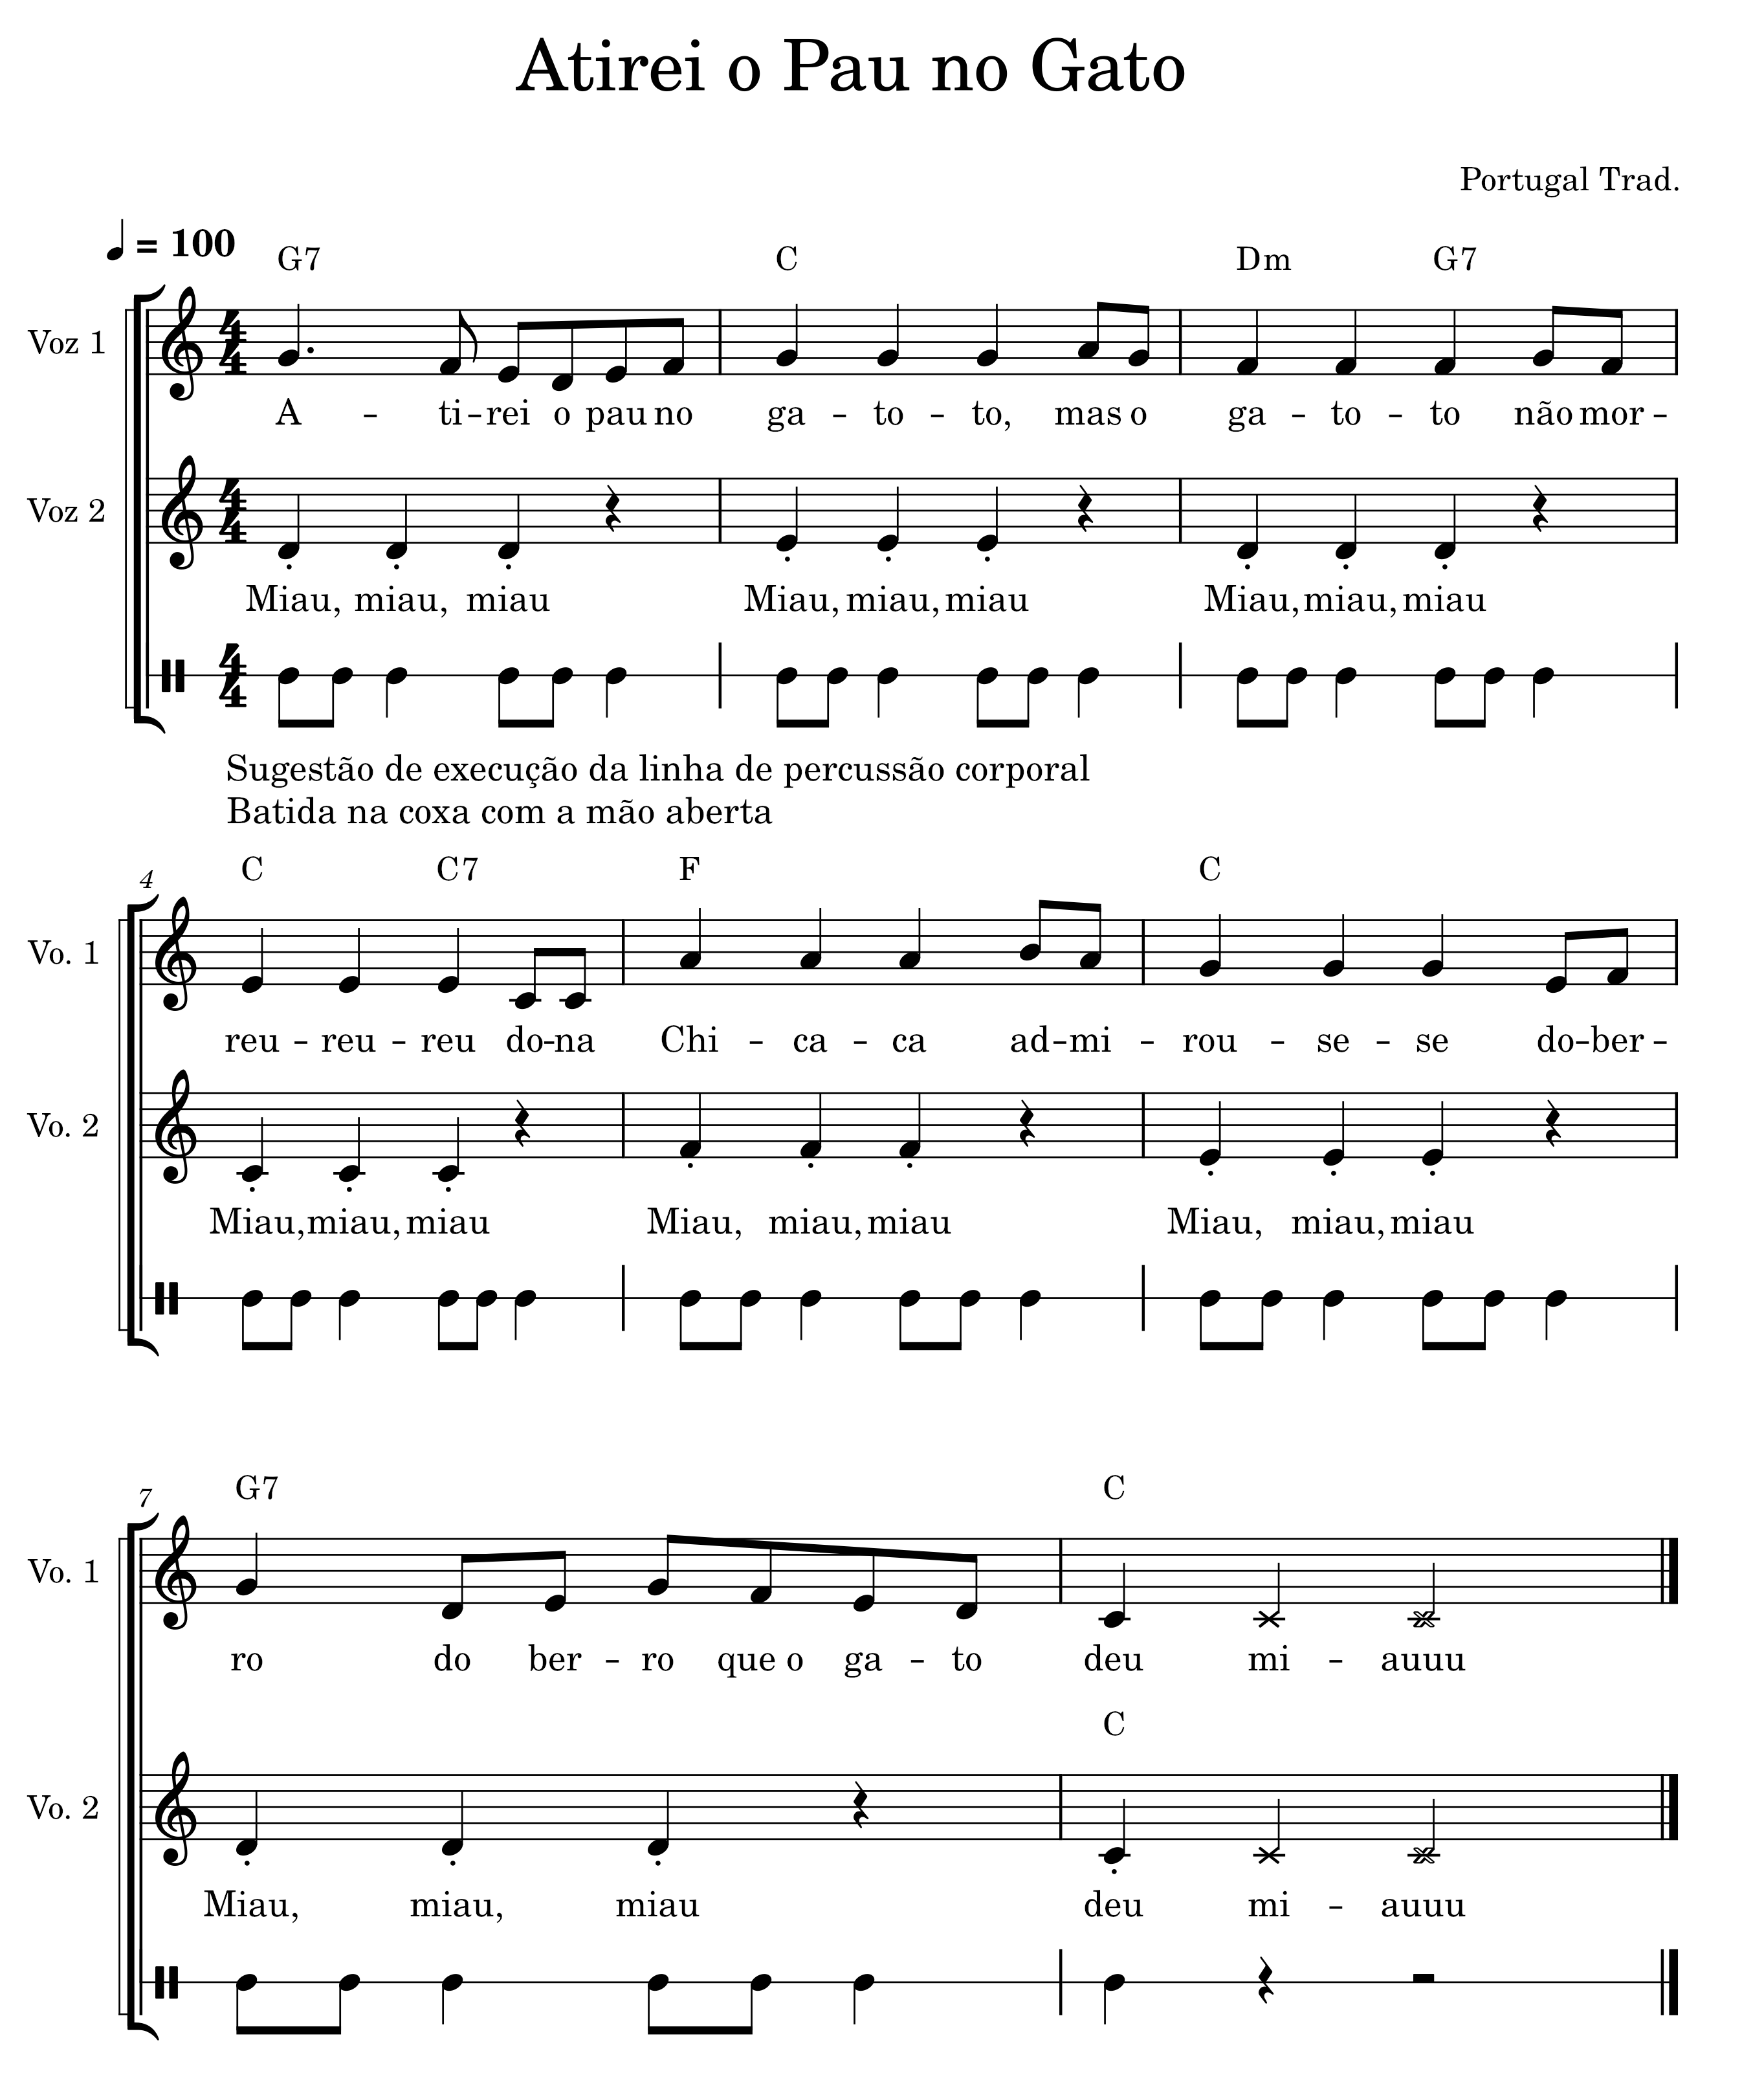 Atirei o Pau no Gato
Portugal Trad.
= 100
G7 C Dm G7
Voz 1
A - ti - rei o pau no ga - to - to, mas o ga - to - to não mor -
Voz 2
4/4
Miau, miau, miau Miau, miau, miau Miau, miau, miau
Sugestão de execução da linha de percussão corporal
Batida na coxa com a mão aberta
4 C C7 F C
Vo. 1
reu - reu - reu do - na Chi - ca - ca ad - mi - rou - se - se do - ber -
Vo. 2
Miau, miau, miau Miau, miau, miau Miau, miau, miau
7 G7 C
Vo. 1
ro do ber - ro que o ga - to deu mi - auuu
C
Vo. 2
Miau, miau, miau deu mi - auuu